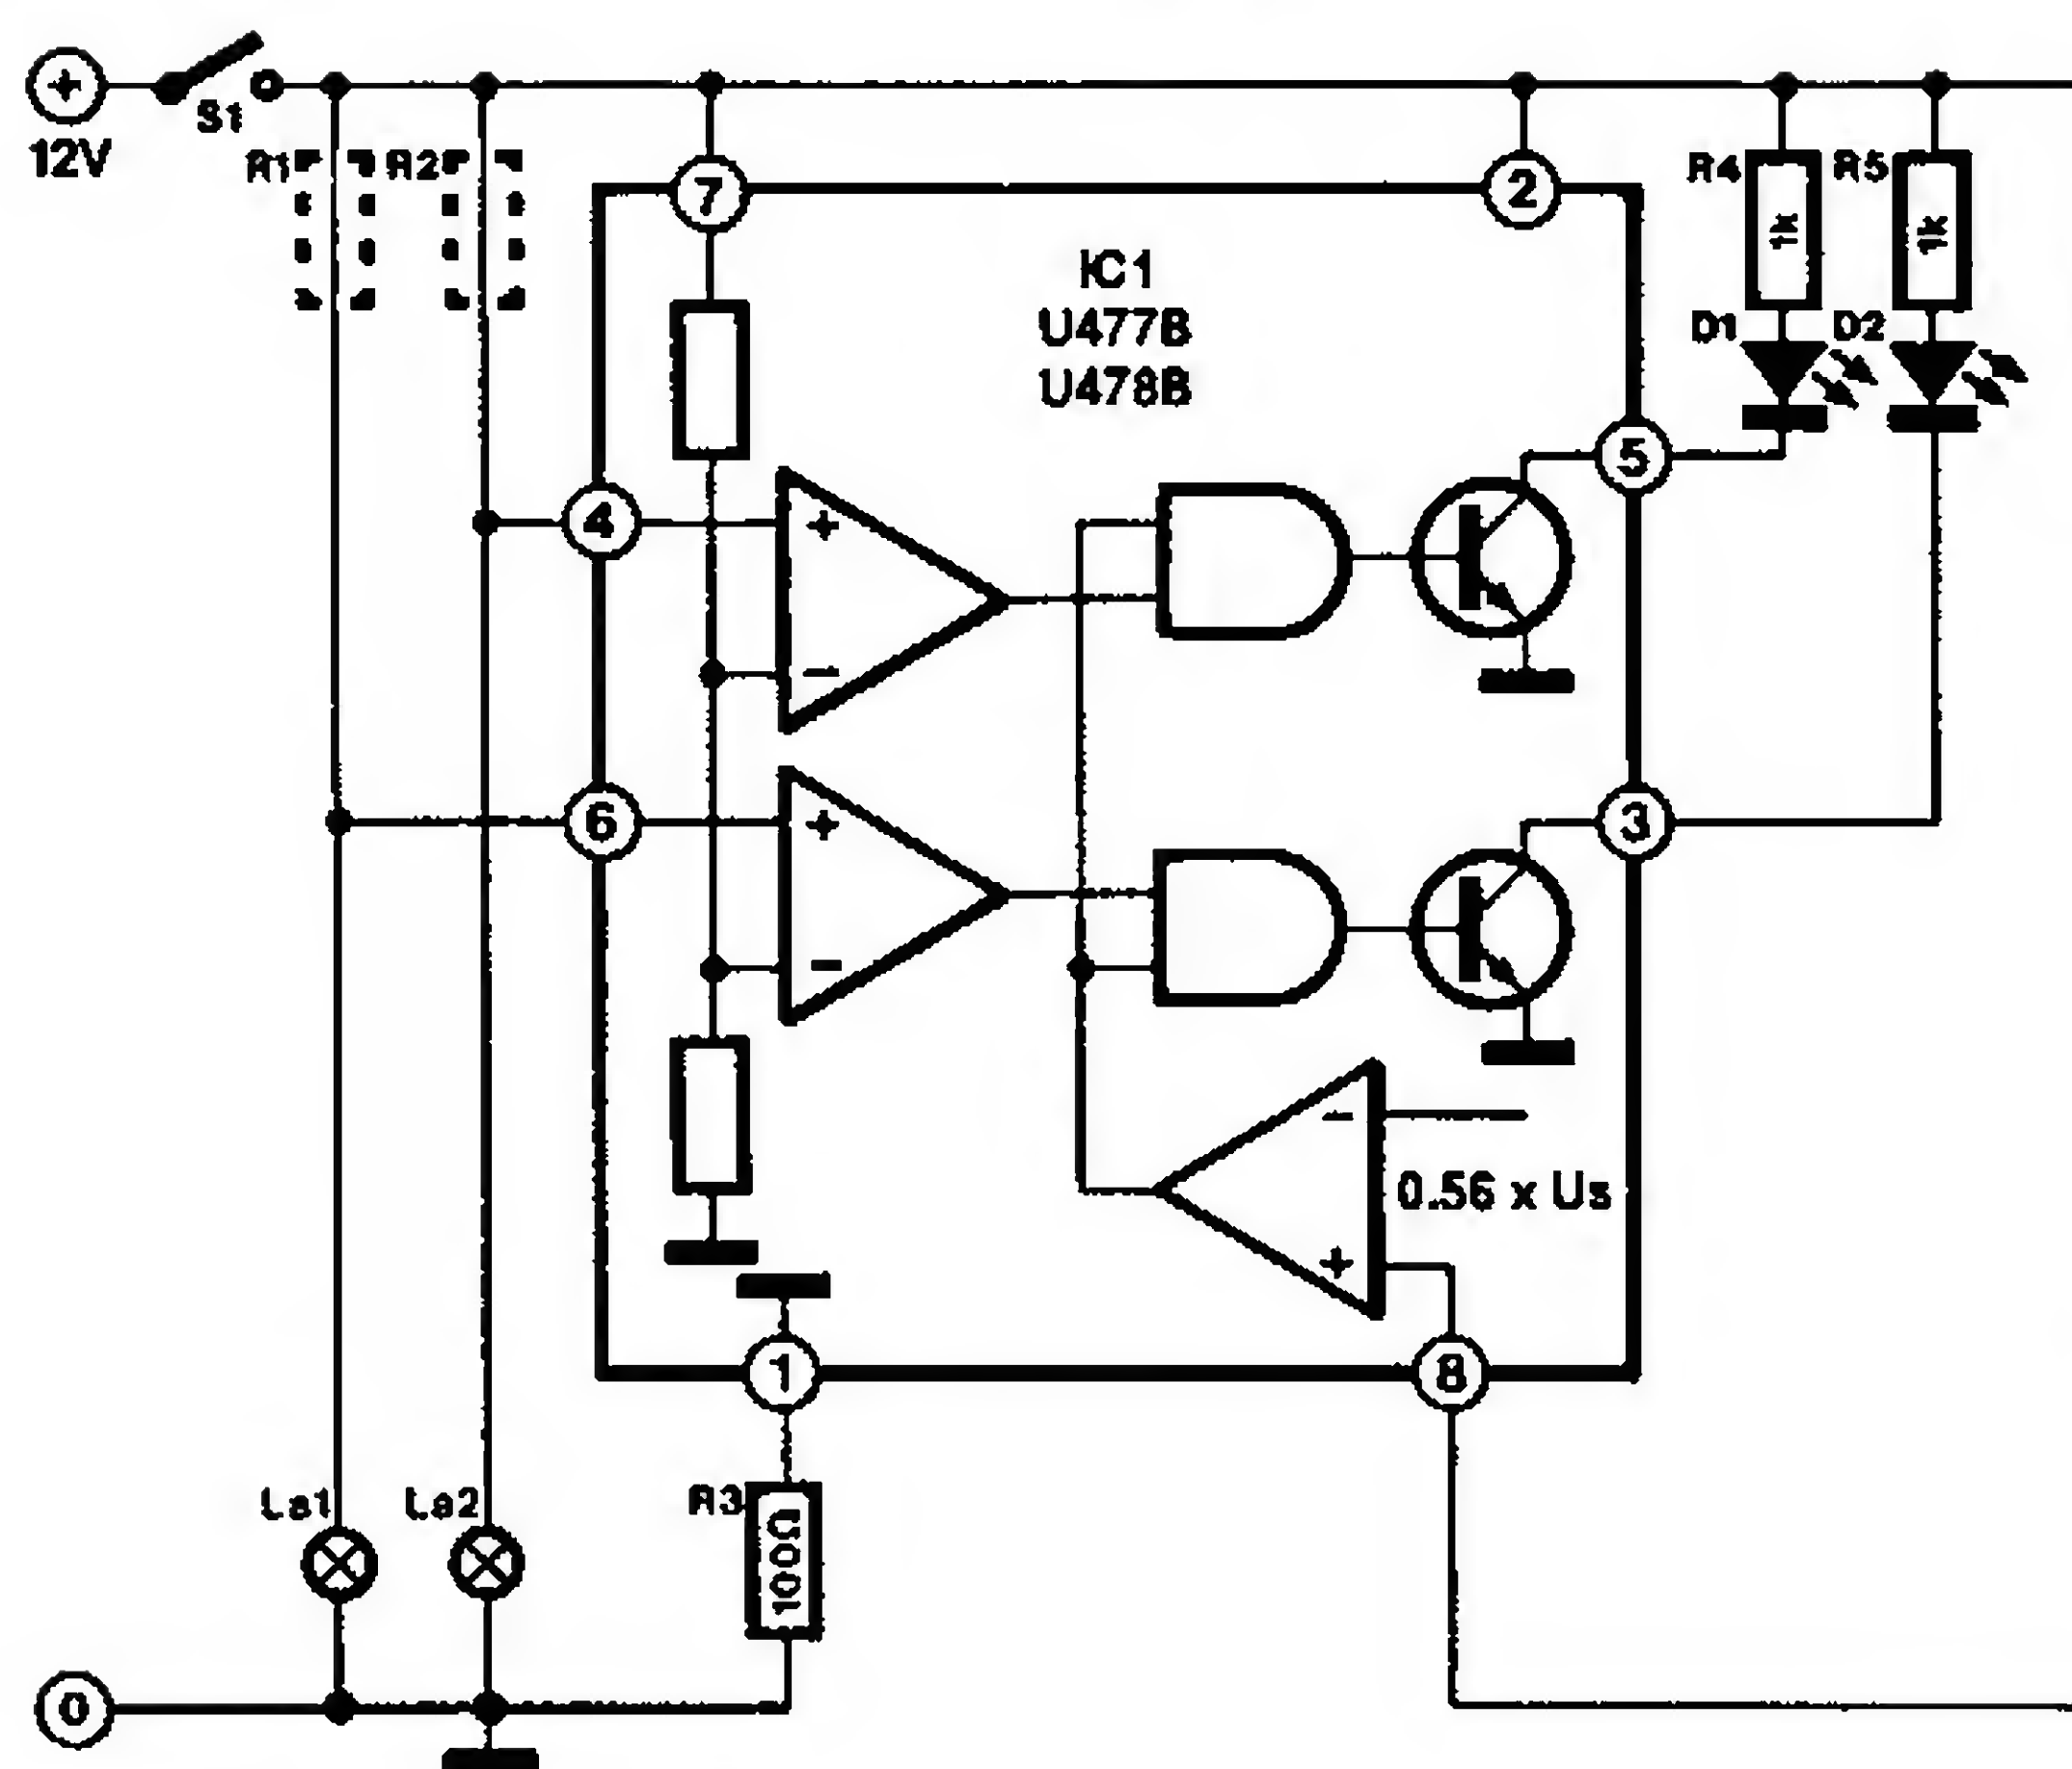 +
12V
S1
R1
R2
7
2
R4
1k
R5
1k
IC1
U477B
U478B
D1
D2
5
4
+
−
6
+
−
3
−
0.56 x Us
+
1
8
La1
La2
R3
100Ω
0